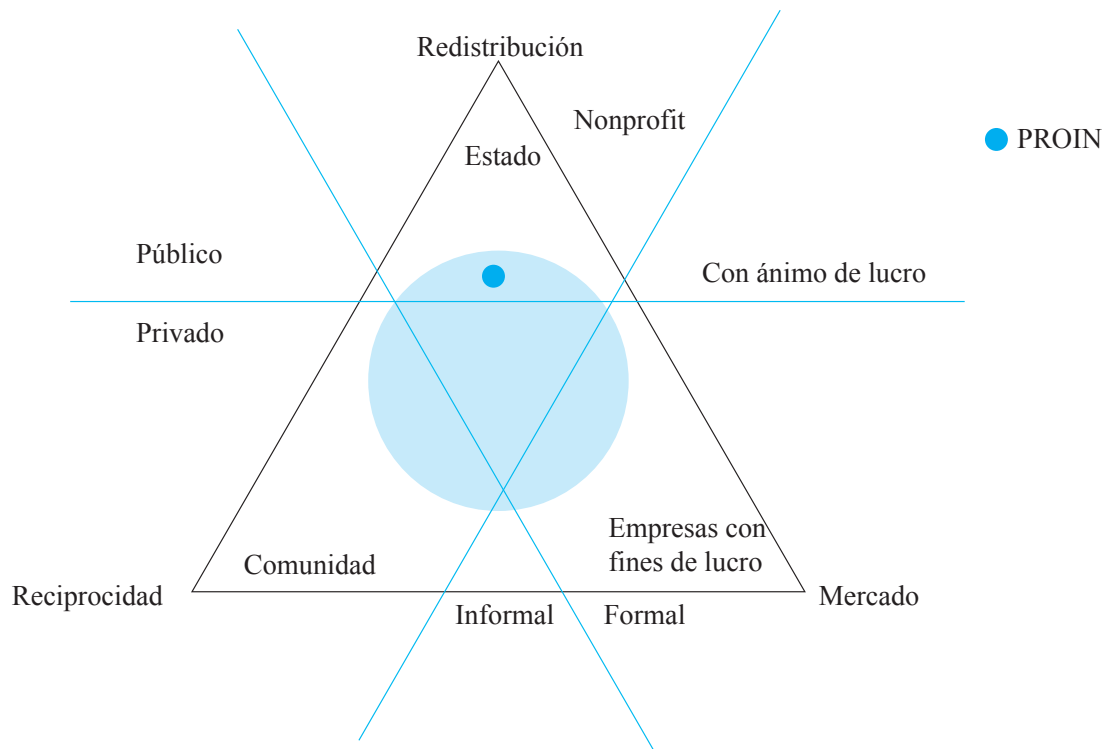 Redistribución
Nonprofit
PROIN
Estado
Público
Con ánimo de lucro
Privado
Empresas con
fines de lucro
Comunidad
Reciprocidad
Mercado
Informal
Formal